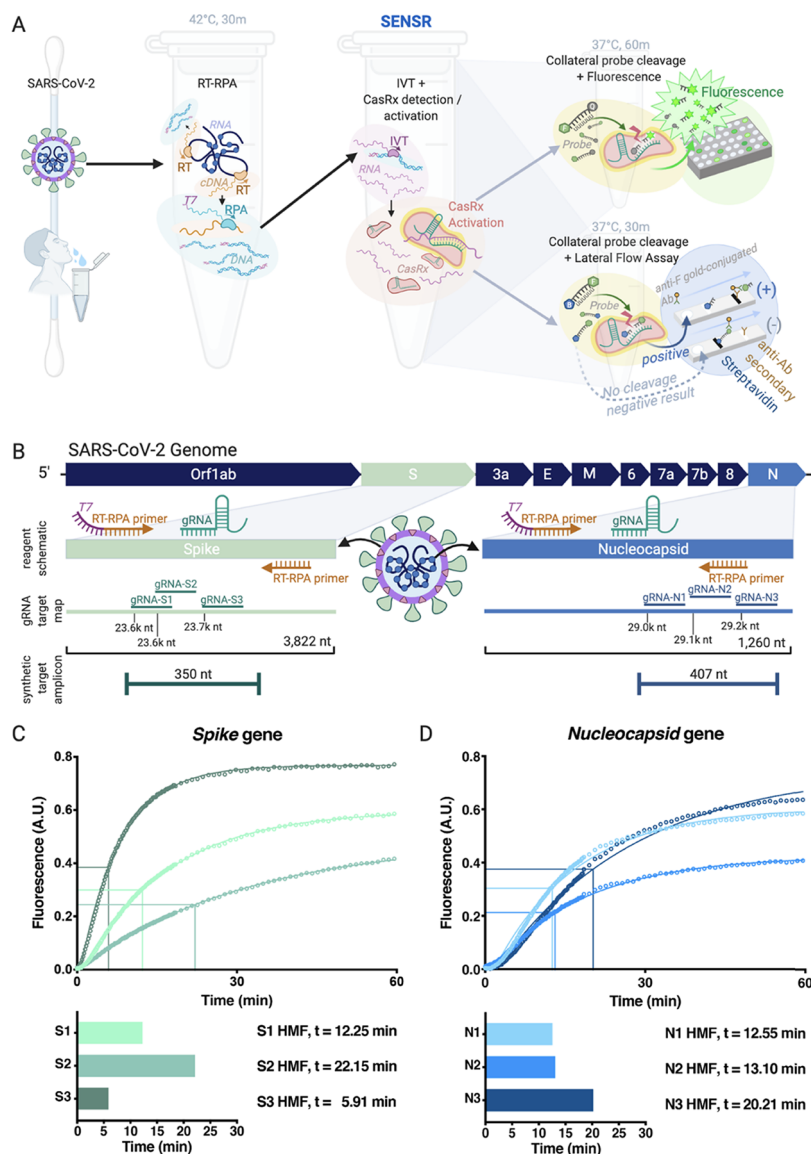 A
42°C, 30m
SENSR
37°C, 60m
Collateral probe cleavage
+ Fluorescence
SARS-CoV-2
RT-RPA
IVT +
CasRx detection /
activation
Fluorescence
RNA
RT
cDNA
RT
T7
RPA
DNA
IVT
RNA
CasRx
Activation
CasRx
Probe
37°C, 30m
Collateral probe cleavage
+ Lateral Flow Assay
anti-F gold-conjugated
Ab
Probe
(+)
(-)
positive
No cleavage
negative result
anti-Ab
secondary
Streptavidin
B
SARS-CoV-2 Genome
5'
Orf1ab
S
3a
E
M
6
7a
7b
8
N
T7
RT-RPA primer
gRNA
T7
RT-RPA primer
gRNA
reagent
schematic
Spike
Nucleocapsid
RT-RPA primer
RT-RPA primer
gRNA target
map
gRNA-S2
gRNA-S1
gRNA-S3
gRNA-N2
gRNA-N1
gRNA-N3
23.6k nt
23.6k nt
23.7k nt
3,822 nt
29.0k nt
29.1k nt
29.2k nt
1,260 nt
synthetic
target
amplicon
350 nt
407 nt
C
Spike gene
D
Nucleocapsid gene
Fluorescence (A.U.)
0.8
0.6
0.4
0.2
0.0
0
30
60
Time (min)
Fluorescence (A.U.)
0.8
0.6
0.4
0.2
0.0
0
30
60
Time (min)
S1
S2
S3
S1 HMF, t = 12.25 min
S2 HMF, t = 22.15 min
S3 HMF, t = 5.91 min
0 5 10 15 20 25 30
Time (min)
N1
N2
N3
N1 HMF, t = 12.55 min
N2 HMF, t = 13.10 min
N3 HMF, t = 20.21 min
0 5 10 15 20 25 30
Time (min)